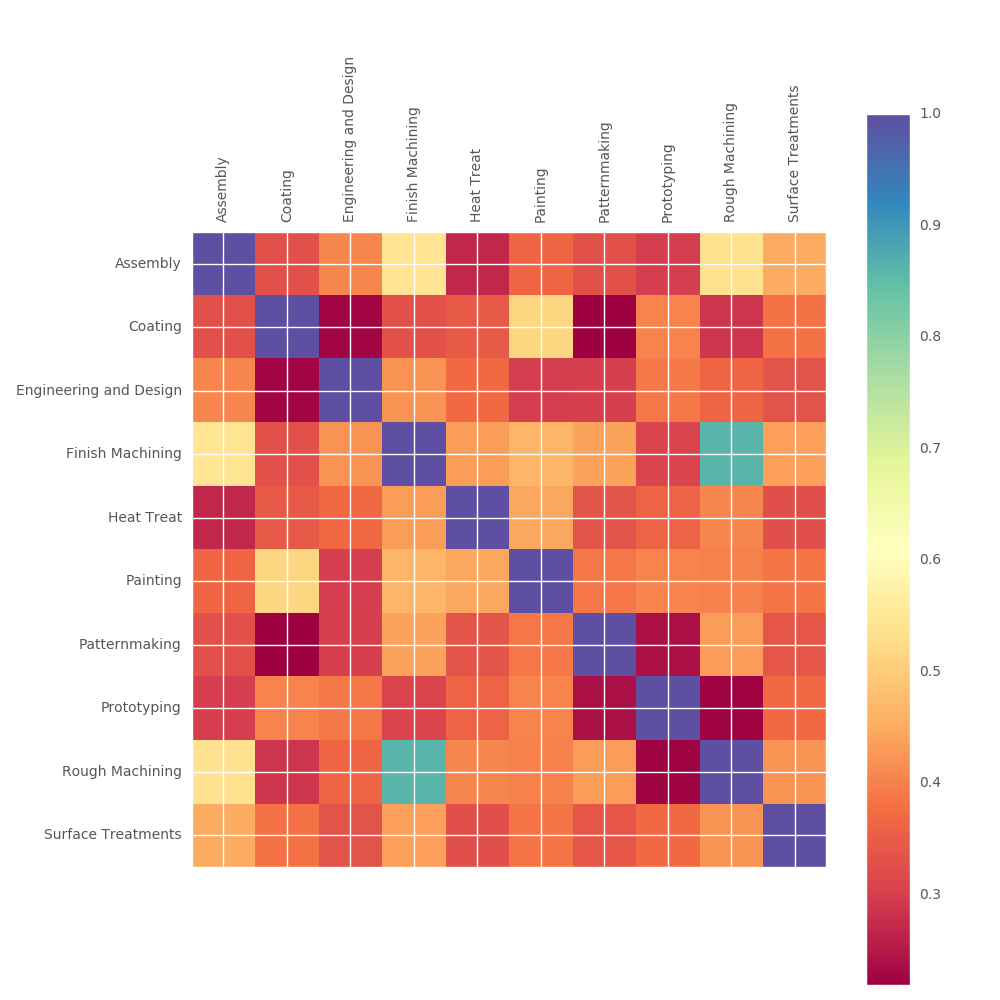 Assembly
Coating
Engineering and Design
Finish Machining
Heat Treat
Painting
Patternmaking
Prototyping
Rough Machining
Surface Treatments
Assembly
Coating
Engineering and Design
Finish Machining
Heat Treat
Painting
Patternmaking
Prototyping
Rough Machining
Surface Treatments
1.0
0.9
0.8
0.7
0.6
0.5
0.4
0.3